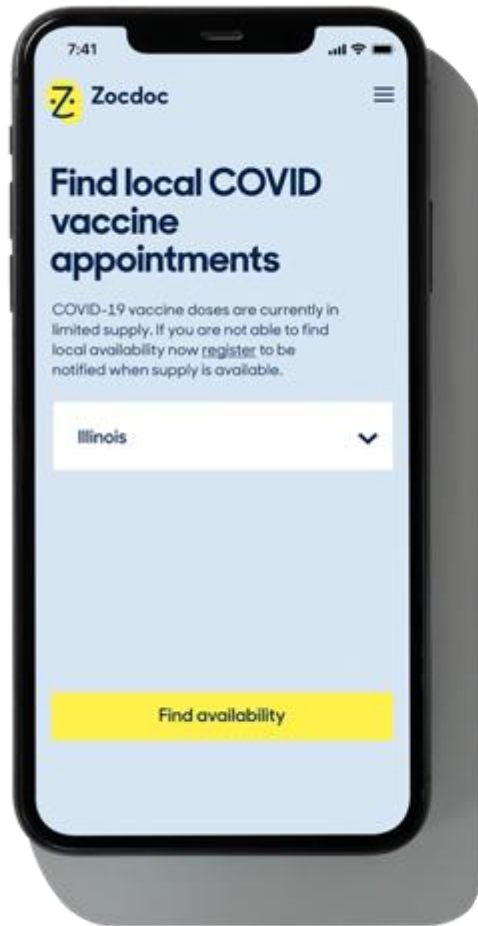 7:41
Zocdoc
Find local COVID
vaccine
appointments
COVID-19 vaccine doses are currently in
limited supply. If you are not able to find
local availability now register to be
notified when supply is available.
Illinois
Find availability